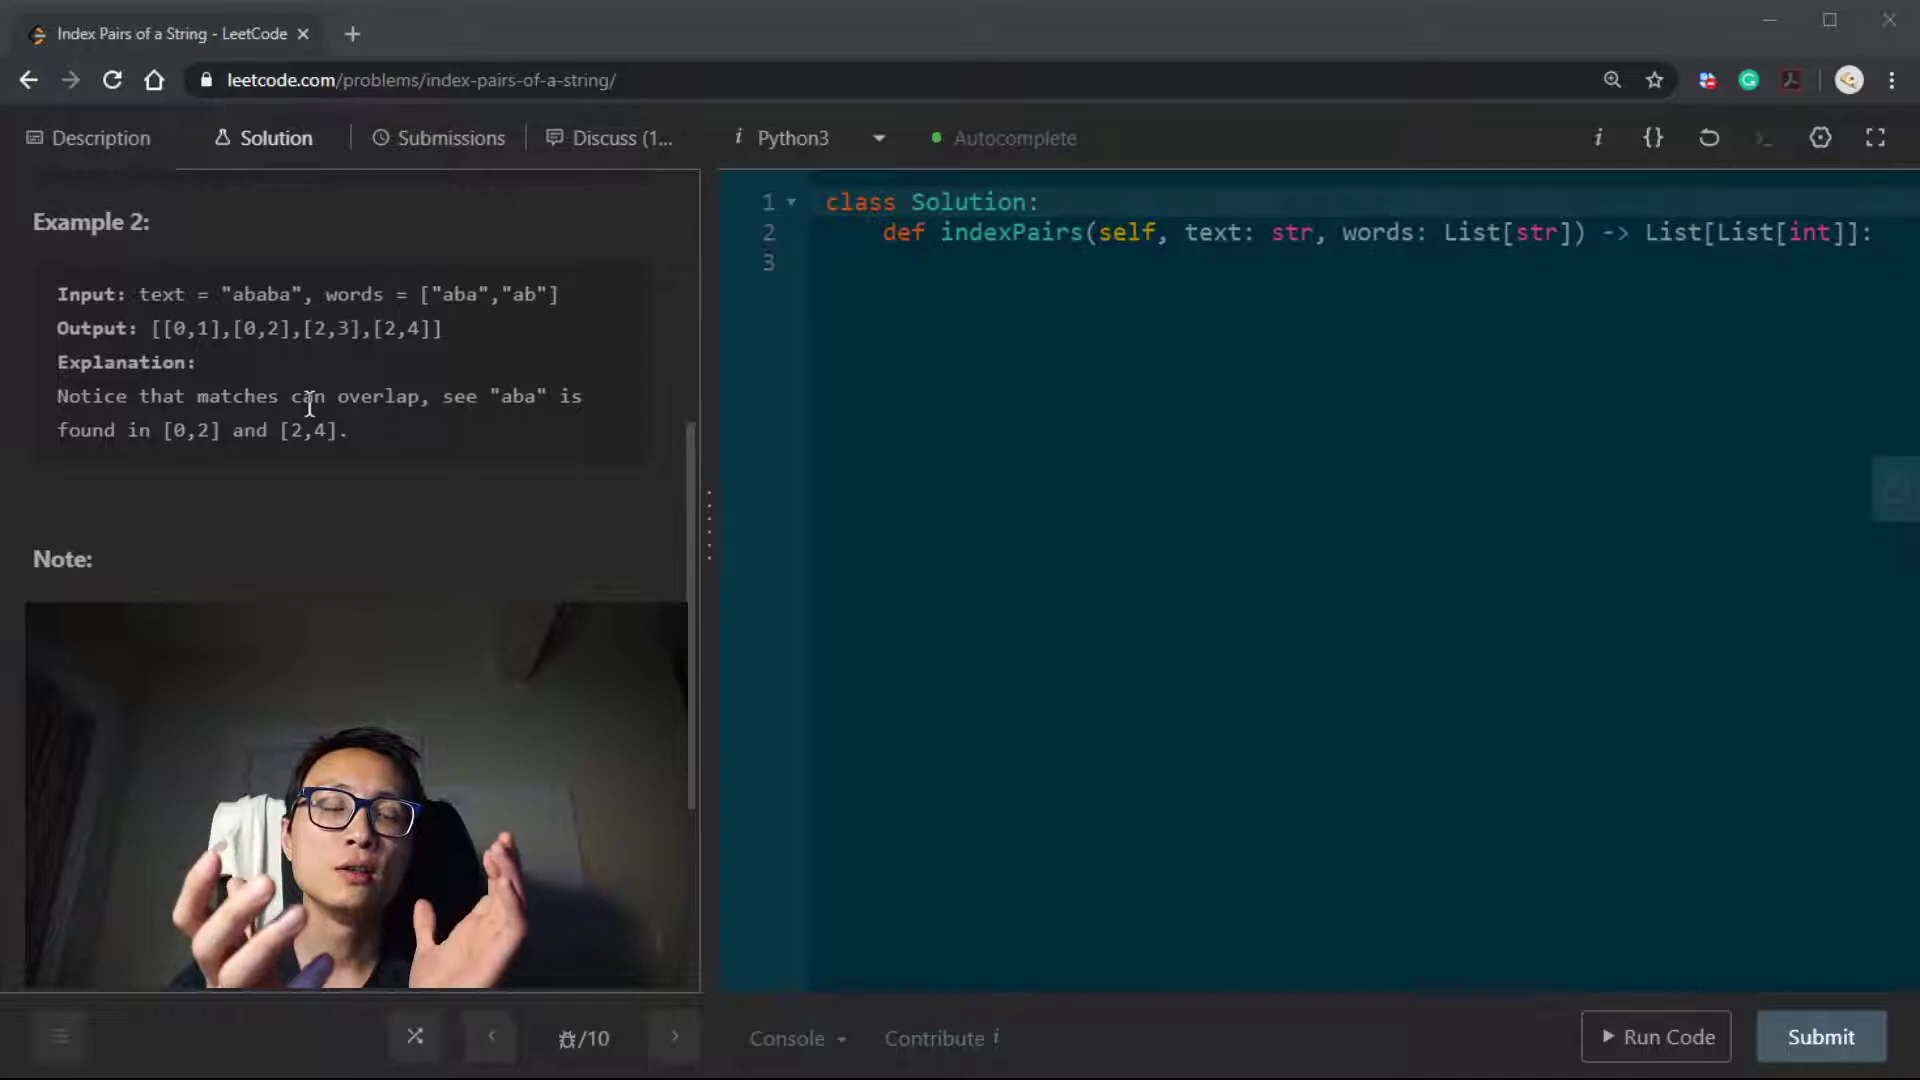 Index Pairs of a String - LeetCode
leetcode.com/problems/index-pairs-of-a-string/
Description
Solution
Submissions
Discuss (1...
i Python3
Autocomplete
i {}
Example 2:
Input: text = "ababa", words = ["aba","ab"]
Output: [[0,1],[0,2],[2,3],[2,4]]
Explanation:
Notice that matches can overlap, see "aba" is
found in [0,2] and [2,4].
Note:
1 class Solution:
2 def indexPairs(self, text: str, words: List[str]) -> List[List[int]]:
3
/10
Console
Contribute i
Run Code
Submit